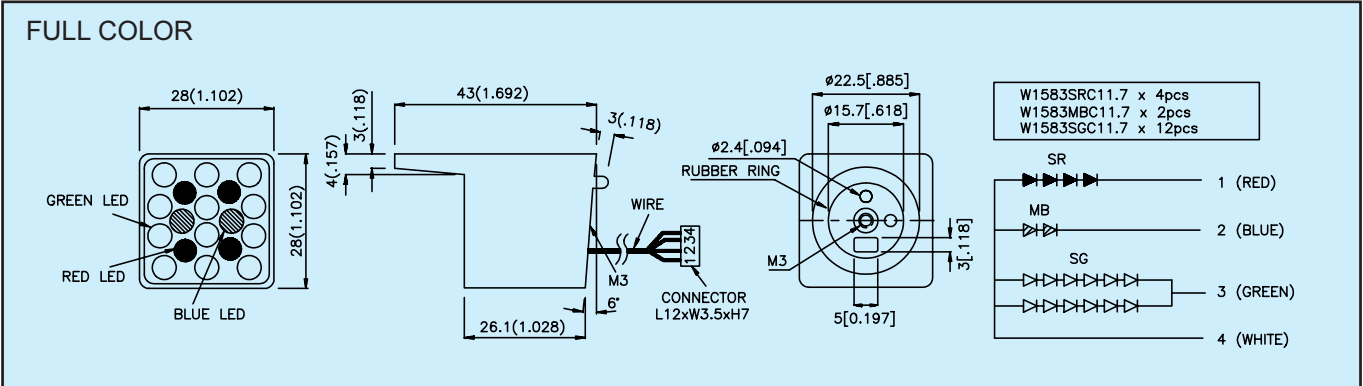 FULL COLOR
28(1.102)
28(1.102)
GREEN LED
RED LED
BLUE LED
43(1.692)
3(.118)
4(.157)
3(.118)
WIRE
1234
M3
CONNECTOR
L12xW3.5xH7
6°
26.1(1.028)
ø22.5[.885]
ø15.7[.618]
ø2.4[.094]
RUBBER RING
M3
3[.118]
5[0.197]
W1583SRC11.7 x 4pcs
W1583MBC11.7 x 2pcs
W1583SGC11.7 x 12pcs
SR
1 (RED)
MB
2 (BLUE)
SG
3 (GREEN)
4 (WHITE)